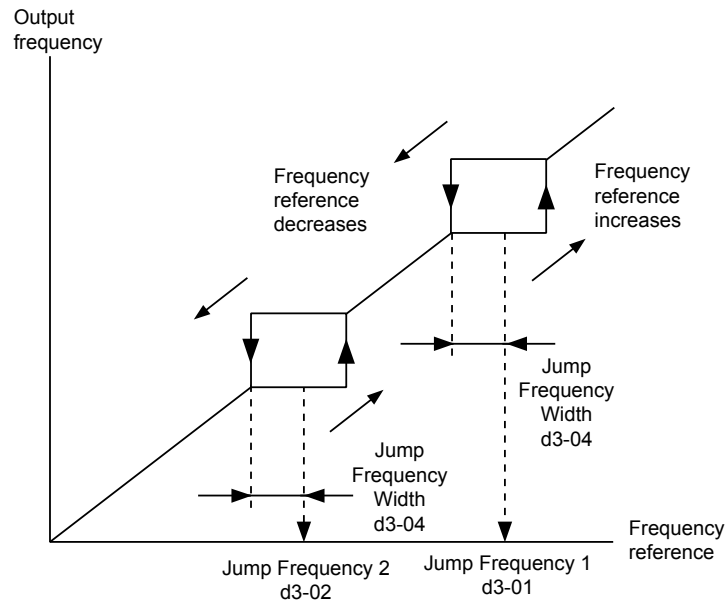 Output
frequency
Frequency
reference
decreases
Frequency
reference
increases
Jump
Frequency
Width
d3-04
Jump
Frequency
Width
d3-04
Frequency
reference
Jump Frequency 2
d3-02
Jump Frequency 1
d3-01